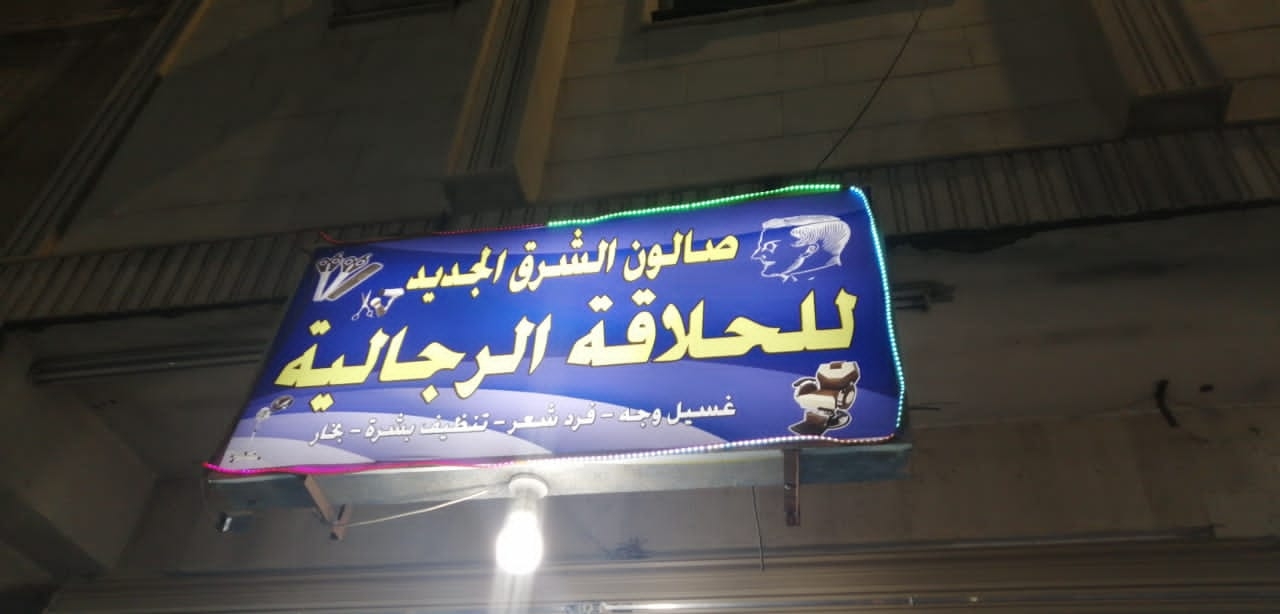 صالون الشرق الجديد
للحلاقة الرجالية
غسيل وجه - فرد شعر - تنظيف بشرة - بخار